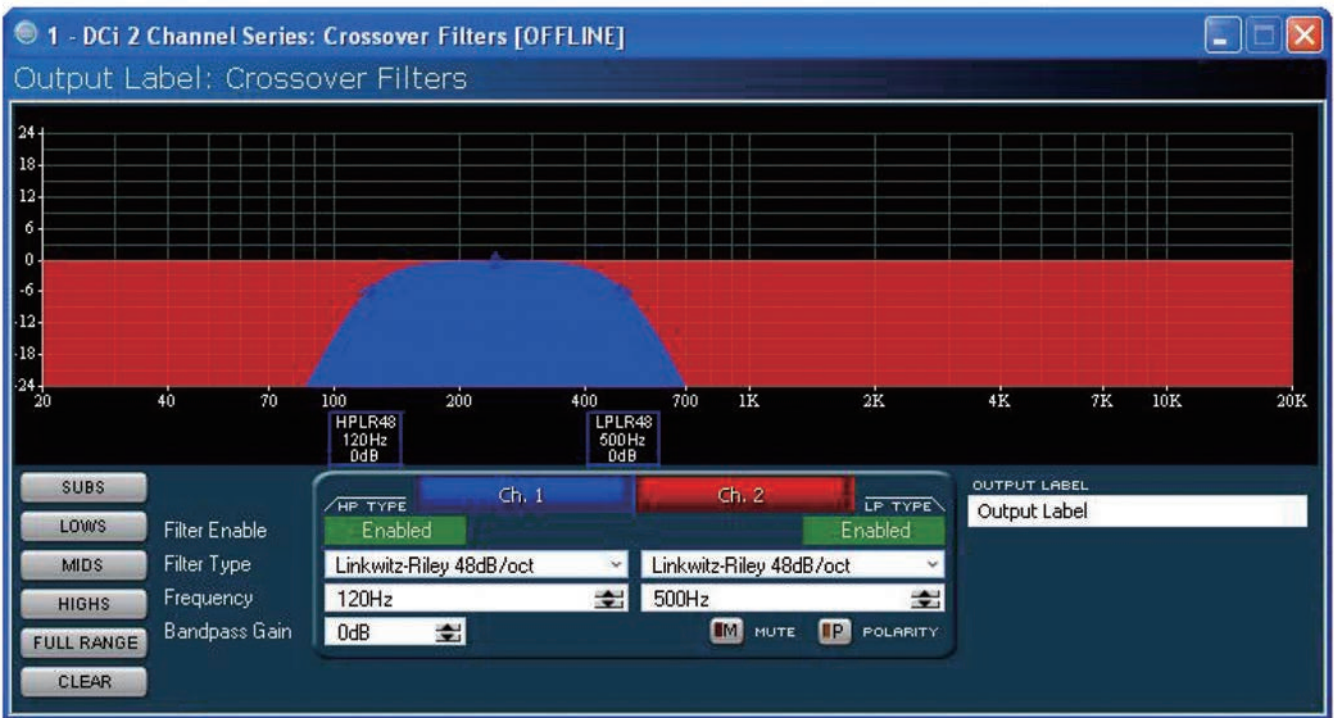 1 - DCi 2 Channel Series: Crossover Filters [OFFLINE]
Output Label: Crossover Filters
24
18
12
6
0
-6
-12
-18
-24
20 40 70 100 200 400 700 1K 2K 4K 7K 10K 20K
HPLR48
120Hz
0dB
LPLR48
500Hz
0dB
SUBS
LOWS
MIDS
HIGHS
FULL RANGE
CLEAR
HP TYPE Ch. 1 Ch. 2 LP TYPE
Filter Enable Enabled Enabled
Filter Type Linkwitz-Riley 48dB/oct Linkwitz-Riley 48dB/oct
Frequency 120Hz 500Hz
Bandpass Gain 0dB M MUTE P POLARITY
OUTPUT LABEL
Output Label